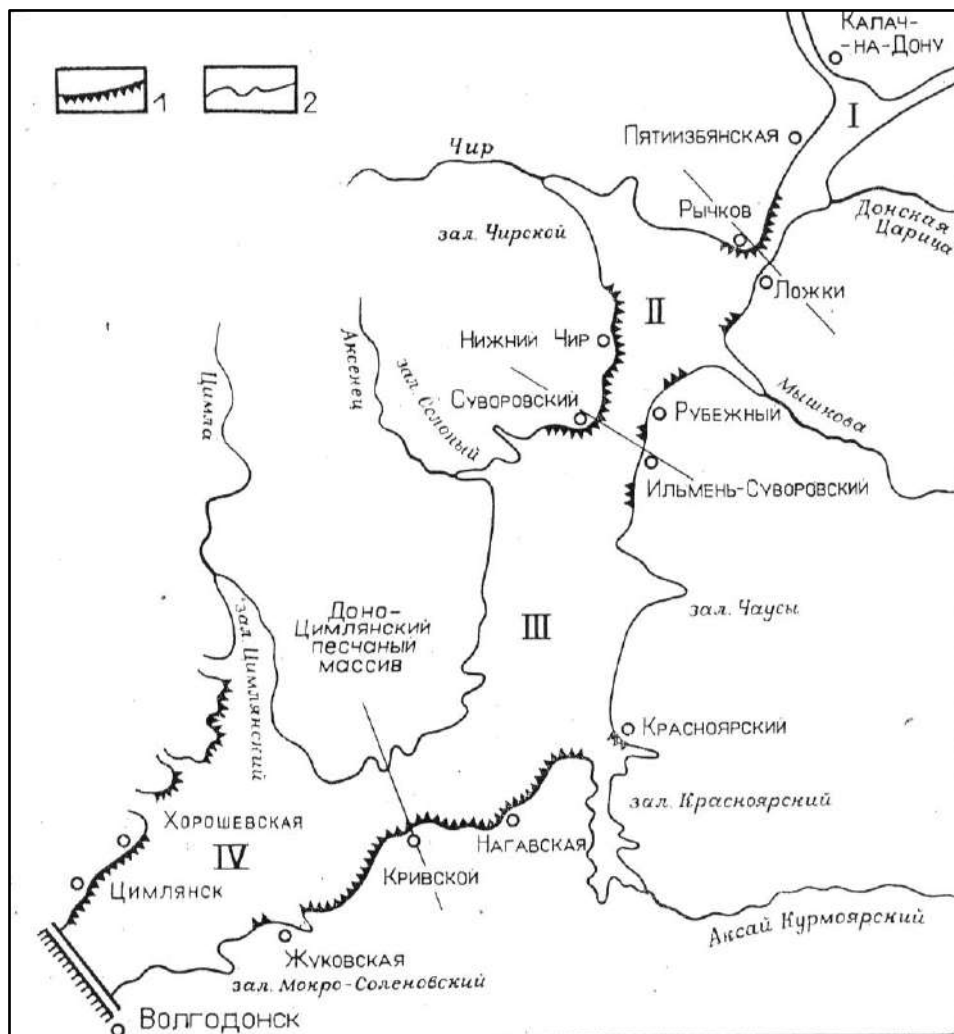 Калач-
-на-Дону
1
2
I
Пятиизбянская
Чир
Рычков
Донская
Царица
зал. Чирской
Ложки
II
Нижний Чир
Аксенец
зал. Солоный
Цимла
Суворовский
Рубежный
Мышкова
Ильмень-Суворовский
Доно-
Цимлянский
песчаный
массив
зал. Чаусы
III
зал. Цимлянский
Красноярский
зал. Красноярский
Хорошевская
Нагавская
IV
Кривской
Цимлянск
Аксай Курмоярский
Жуковская
зал. Мокро-Соленовский
Волгодонск